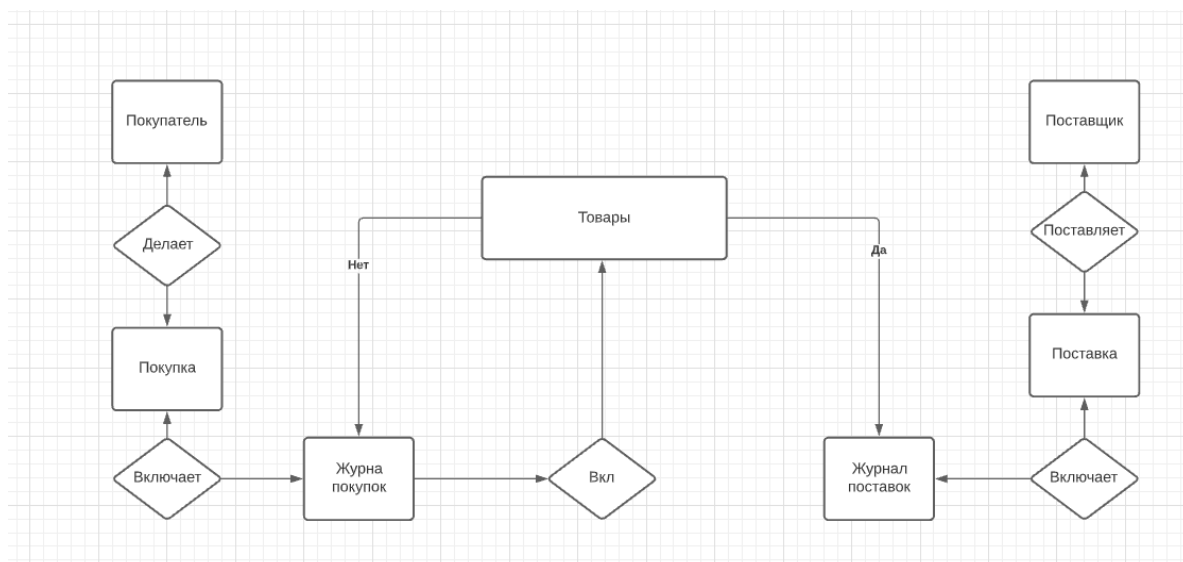 Покупатель
Поставщик
Товары
Делает
Поставляет
Нет
Да
Покупка
Поставка
Включает
Журна
покупок
Вкл
Журнал
поставок
Включает